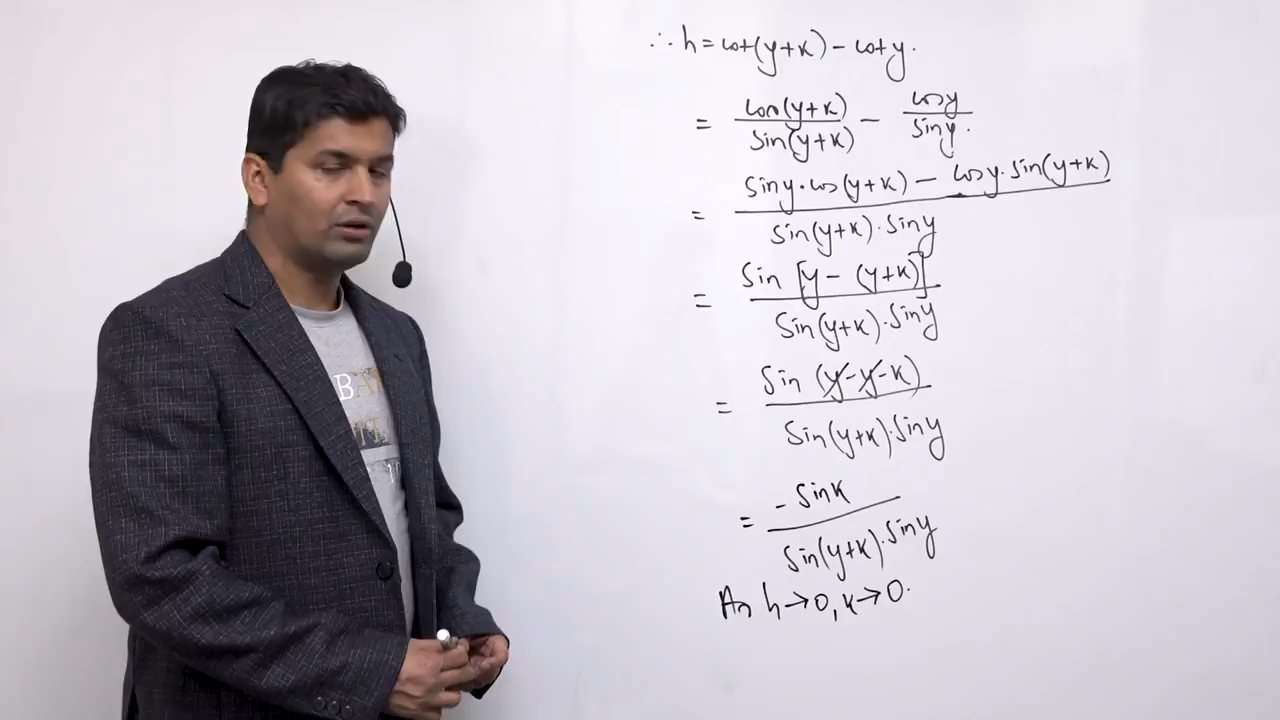 ∴ h = cot(y+k) - cot y.
= cos(y+k) / sin(y+k) - cos y / sin y.
= sin y · cos(y+k) - cos y · sin(y+k) / sin(y+k) · sin y
= sin [y - (y+k)] / sin(y+k) · sin y
= sin (y - y - k) / sin(y+k) · sin y
= - sin k / sin(y+k) · sin y
As h → 0, k → 0.